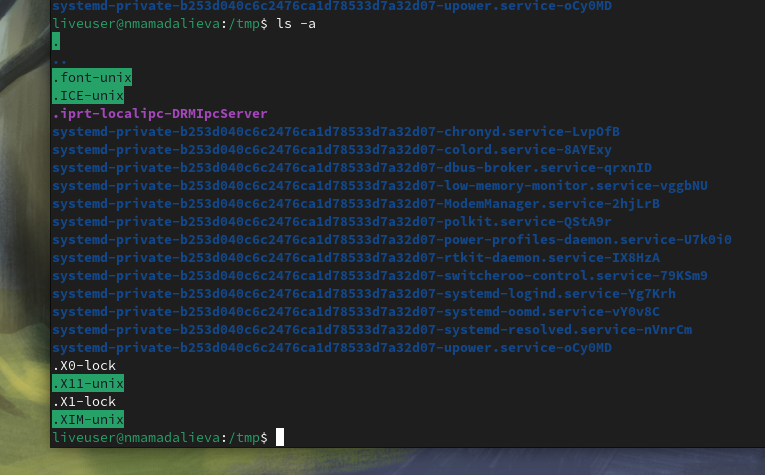 systemd-private-b253d040c6c2476ca1d78533d7a32d07-upower.service-oCy0MD
liveuser@nmamadalieva:/tmp$ ls -a
.
..
.font-unix
.ICE-unix
.iprt-localipc-DRMIpcServer
systemd-private-b253d040c6c2476ca1d78533d7a32d07-chronyd.service-LvpOfB
systemd-private-b253d040c6c2476ca1d78533d7a32d07-colord.service-8AYExy
systemd-private-b253d040c6c2476ca1d78533d7a32d07-dbus-broker.service-qrxnID
systemd-private-b253d040c6c2476ca1d78533d7a32d07-low-memory-monitor.service-vggbNU
systemd-private-b253d040c6c2476ca1d78533d7a32d07-ModemManager.service-2hjLrB
systemd-private-b253d040c6c2476ca1d78533d7a32d07-polkit.service-QStA9r
systemd-private-b253d040c6c2476ca1d78533d7a32d07-power-profiles-daemon.service-U7k0i0
systemd-private-b253d040c6c2476ca1d78533d7a32d07-rtkit-daemon.service-IX8HzA
systemd-private-b253d040c6c2476ca1d78533d7a32d07-switcheroo-control.service-79KSm9
systemd-private-b253d040c6c2476ca1d78533d7a32d07-systemd-logind.service-Yg7Krh
systemd-private-b253d040c6c2476ca1d78533d7a32d07-systemd-oomd.service-vY0v8C
systemd-private-b253d040c6c2476ca1d78533d7a32d07-systemd-resolved.service-nVnrCm
systemd-private-b253d040c6c2476ca1d78533d7a32d07-upower.service-oCy0MD
.X0-lock
.X11-unix
.X1-lock
.XIM-unix
liveuser@nmamadalieva:/tmp$